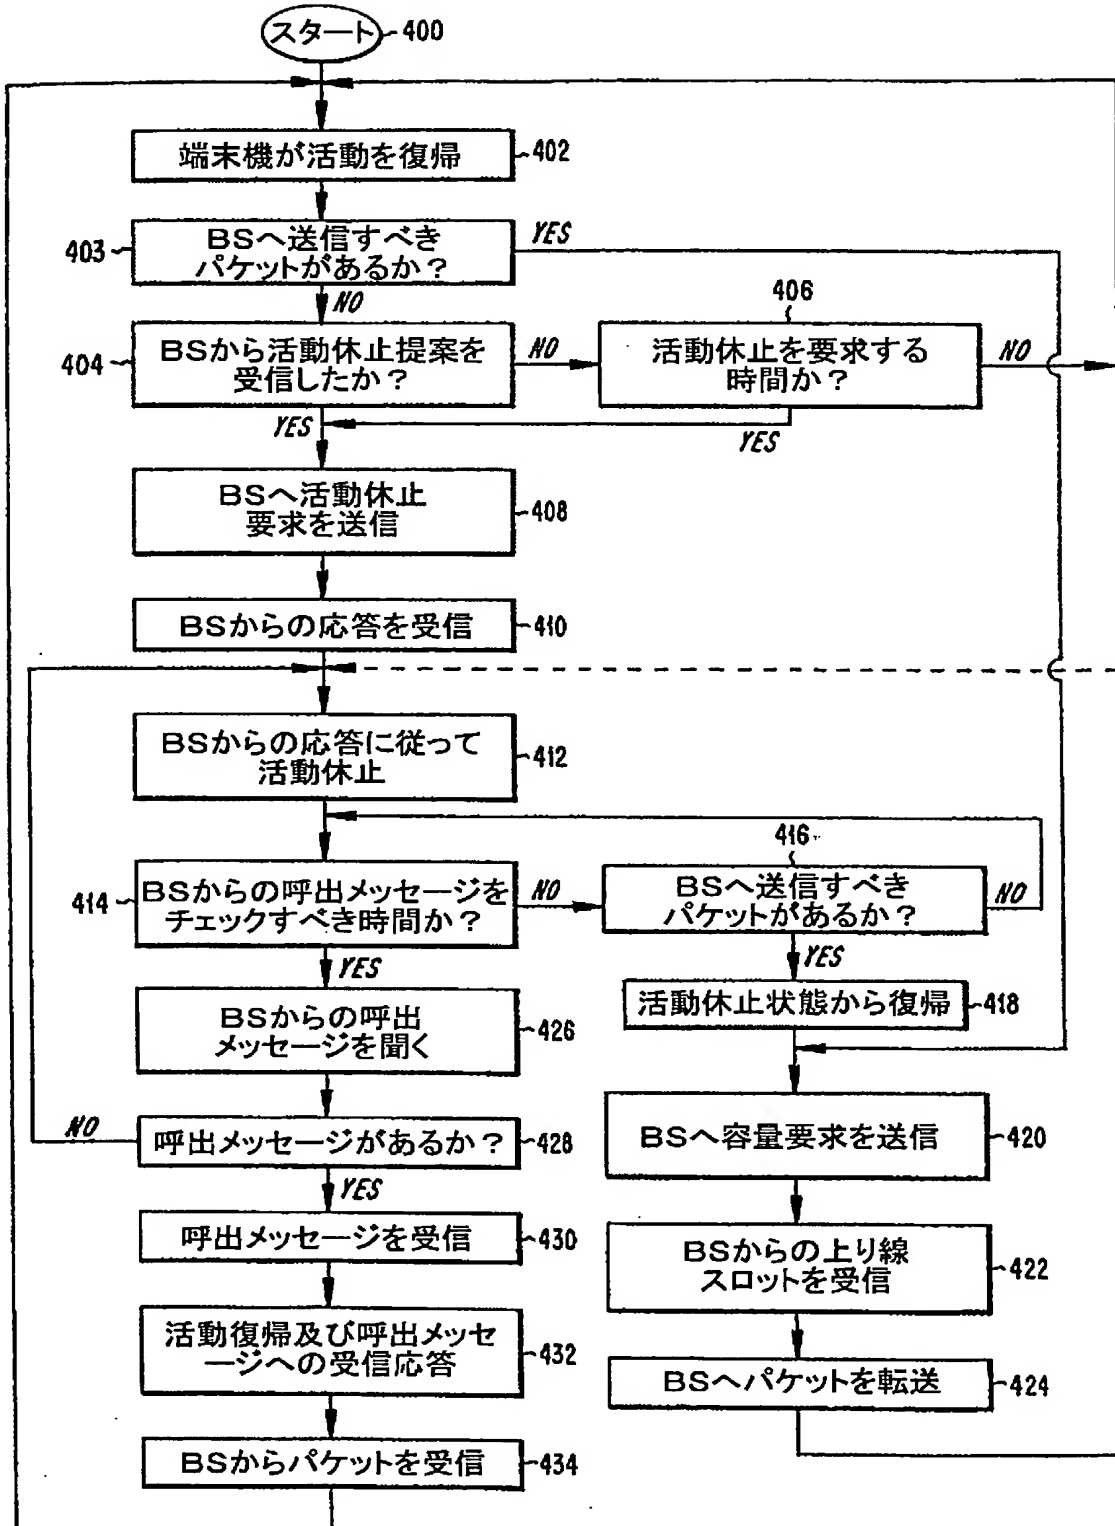 スタート 400
端末機が活動を復帰 402
403 BSへ送信すべき
パケットがあるか? YES
NO
404 BSから活動休止提案を
受信したか? NO
YES
406
活動休止を要求する
時間か? NO
YES
BSへ活動休止
要求を送信 408
BSからの応答を受信 410
BSからの応答に従って
活動休止 412
414 BSからの呼出メッセージを
チェックすべき時間か? NO
YES
416
BSへ送信すべき
パケットがあるか? NO
YES
活動休止状態から復帰 418
BSからの呼出
メッセージを聞く 426
NO 呼出メッセージがあるか? 428
YES
BSへ容量要求を送信 420
呼出メッセージを受信 430
BSからの上り線
スロットを受信 422
活動復帰及び呼出メッセ
ージへの受信応答 432
BSへパケットを転送 424
BSからパケットを受信 434